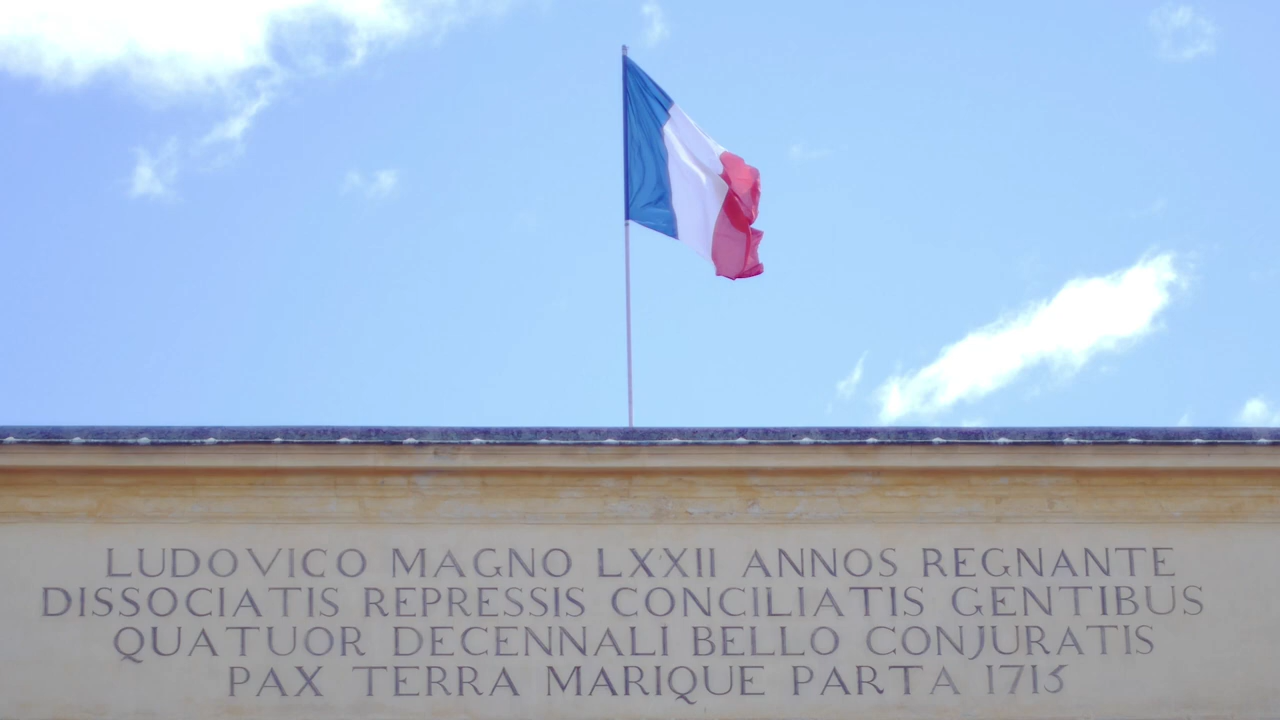 LUDOVICO MAGNO LXXII ANNOS REGNANTE
DISSOCIATIS REPRESSIS CONCILIATIS GENTIBUS
QUATUOR DECENNALI BELLO CONJURATIS
PAX TERRA MARIQUE PARTA 1715